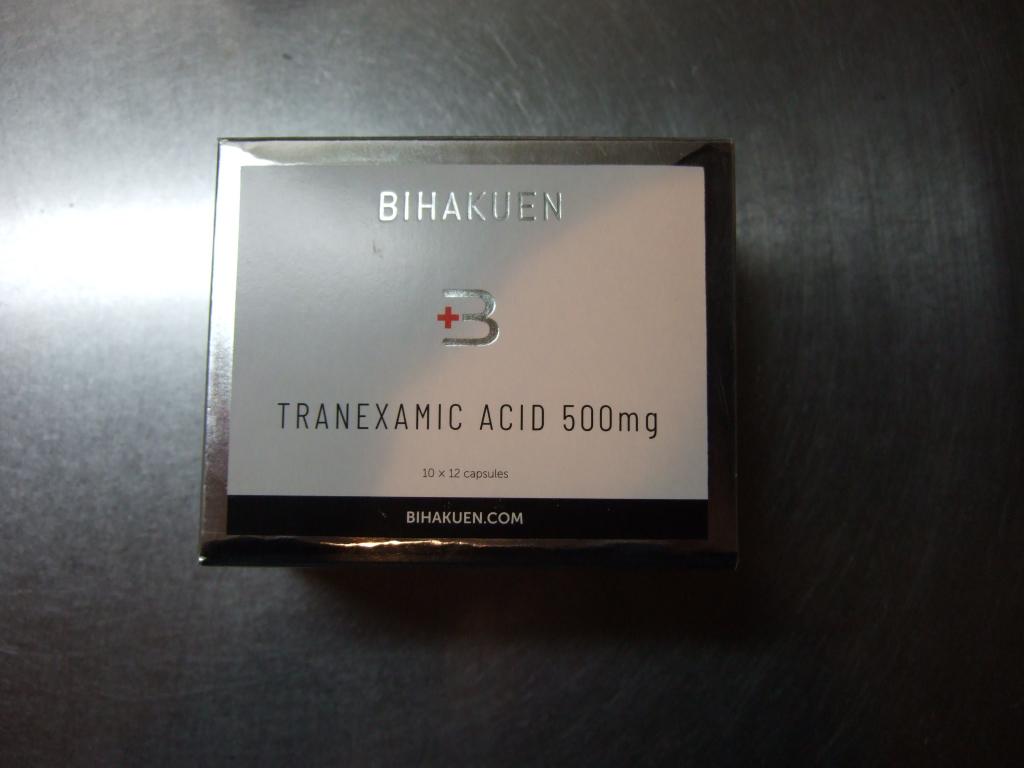 BIHAKUEN
+B
TRANEXAMIC ACID 500mg
10 x 12 capsules
BIHAKUEN.COM